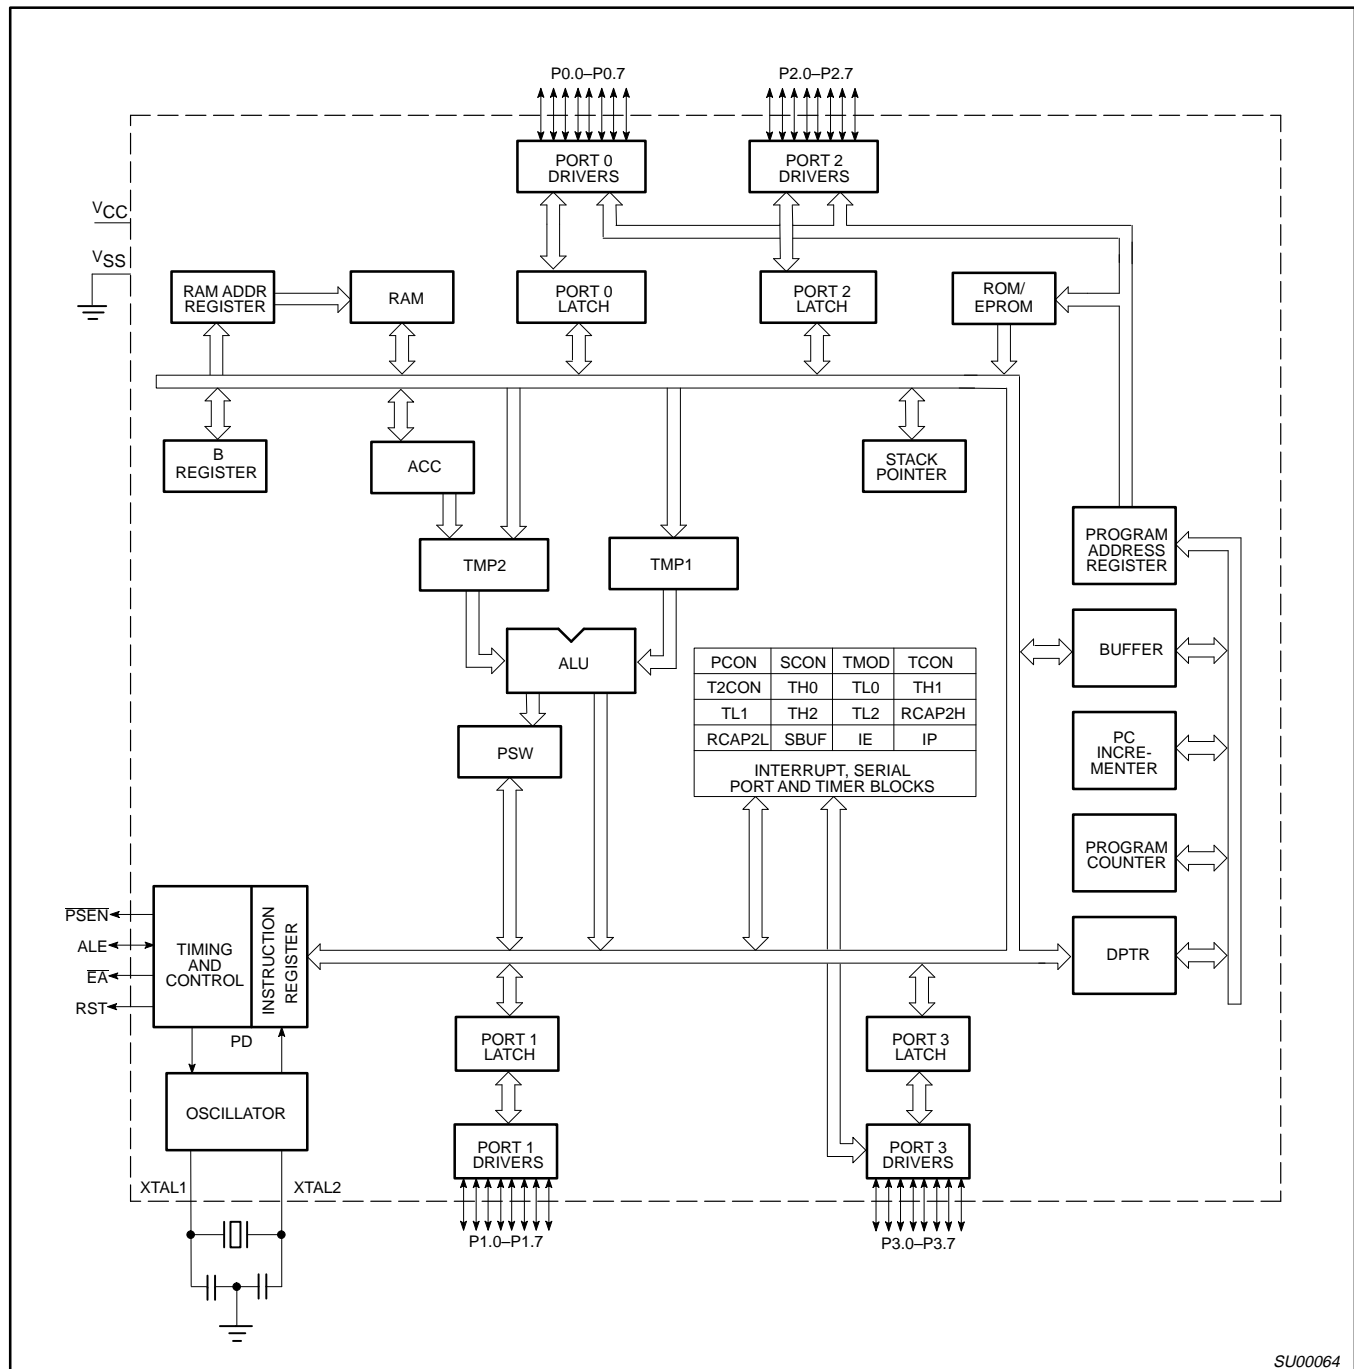 P0.0–P0.7
P2.0–P2.7
PORT 0
DRIVERS
PORT 2
DRIVERS
VCC
VSS
RAM ADDR
REGISTER
RAM
PORT 0
LATCH
PORT 2
LATCH
ROM/
EPROM
B
REGISTER
ACC
STACK
POINTER
PROGRAM
ADDRESS
REGISTER
TMP2
TMP1
ALU
BUFFER
PCON SCON TMOD TCON
T2CON TH0 TL0 TH1
TL1 TH2 TL2 RCAP2H
RCAP2L SBUF IE IP
INTERRUPT, SERIAL
PORT AND TIMER BLOCKS
PSW
PC
INCRE-
MENTER
PROGRAM
COUNTER
PSEN
ALE
EA
RST
TIMING
AND
CONTROL
INSTRUCTION
REGISTER
DPTR
PD
PORT 1
LATCH
PORT 3
LATCH
OSCILLATOR
PORT 1
DRIVERS
PORT 3
DRIVERS
XTAL1
XTAL2
P1.0–P1.7
P3.0–P3.7
SU00064